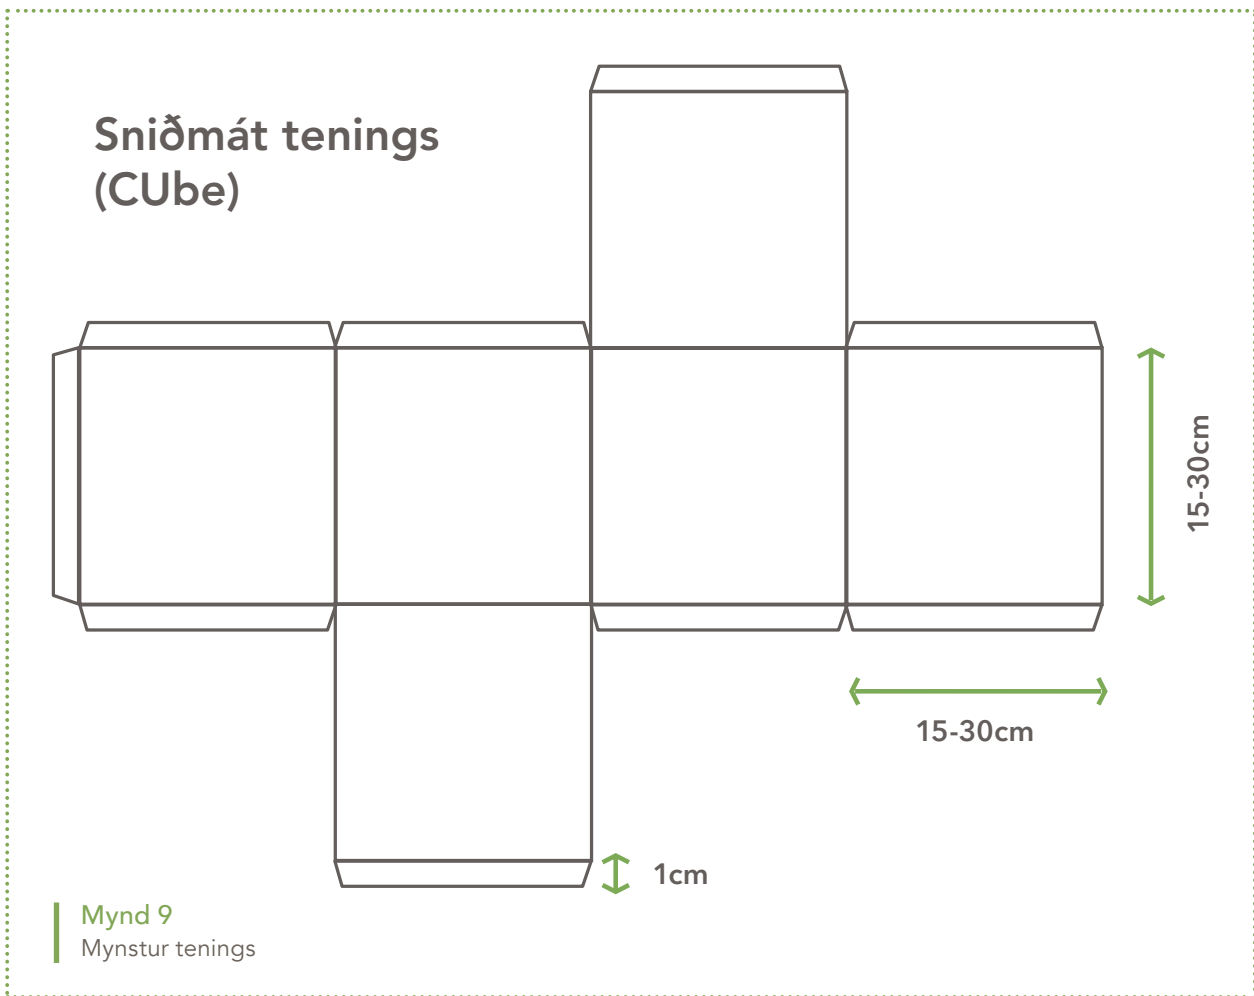 Sniðmát tenings
(CUbe)
15-30cm
15-30cm
1cm
Mynd 9
Mynstur tenings